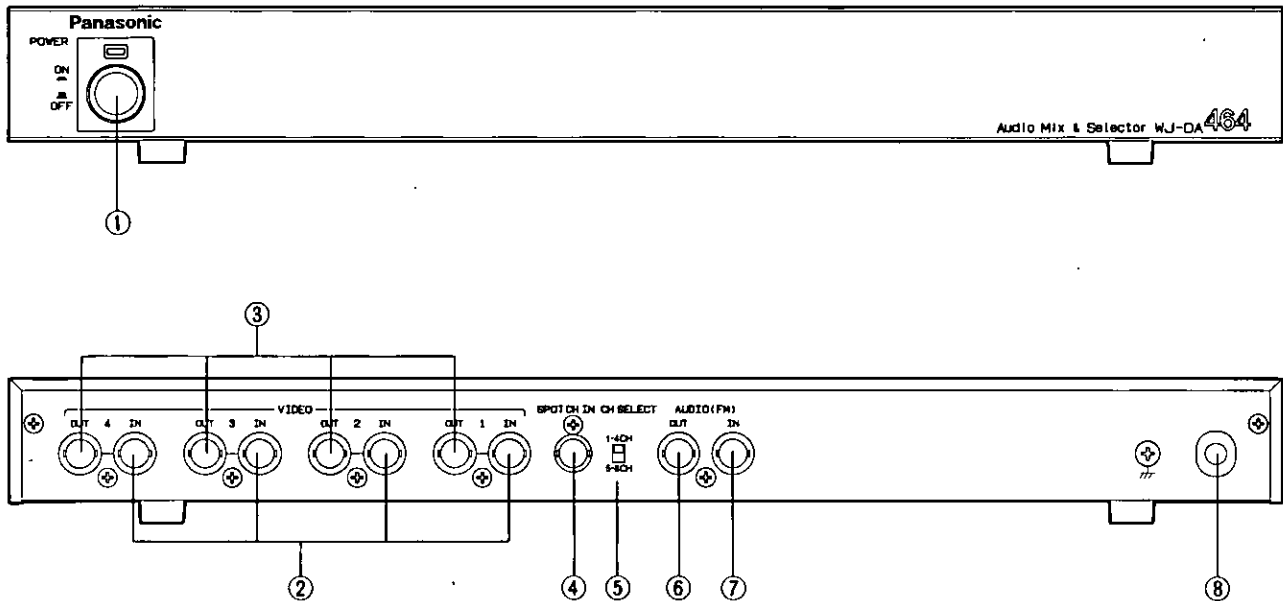 Panasonic
POWER
ON
OFF
Audio Mix & Selector WJ-DA464
①
③
VIDEO SPOT CH IN CH SELECT AUDIO(FM)
OUT 4 IN OUT 3 IN OUT 2 IN OUT 1 IN OUT IN
1-4CH
5-8CH
② ④ ⑤ ⑥ ⑦ ⑧